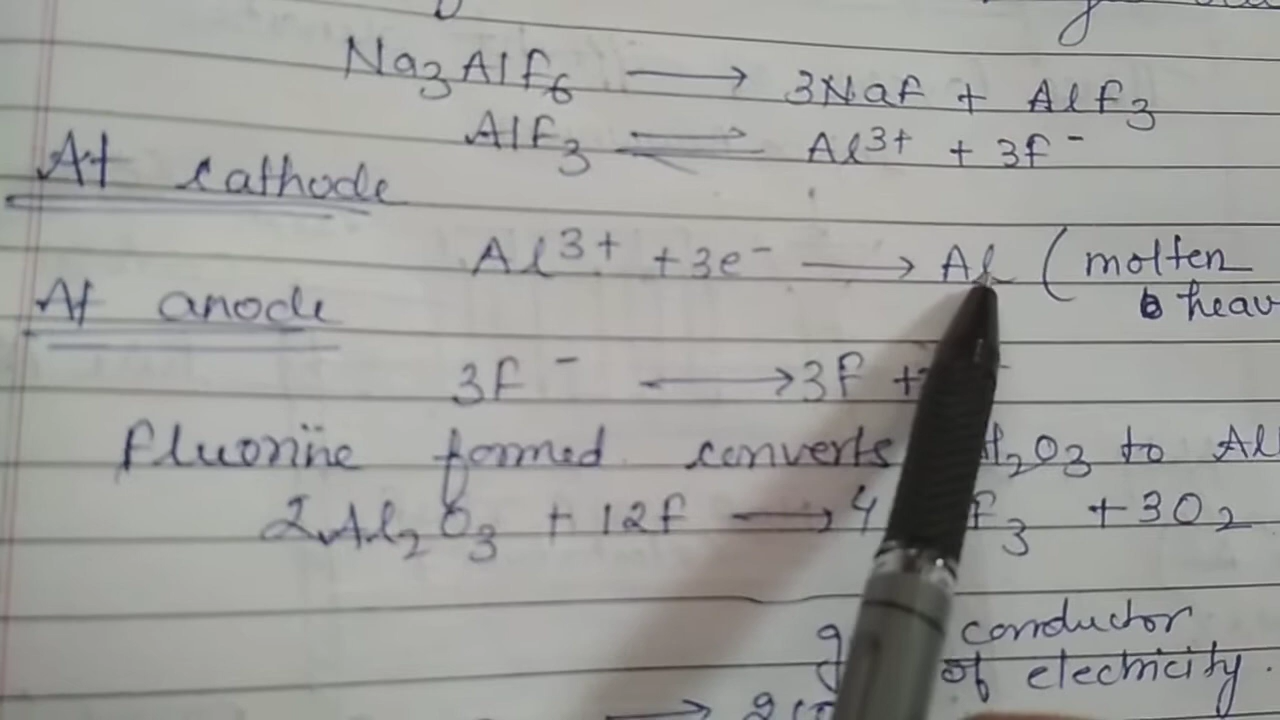 Na3AlF6 ⟶ 3NaF + AlF3
AlF3 ⇌ Al3+ + 3F-
At cathode
Al3+ + 3e- ⟶ Al (molten
& heav
At anode
3F- ⟶ 3F +
Fluorine formed converts 2O3 to Al
2Al2O3 + 12F ⟶ 4 F3 + 3O2
conductor
of electricity.
⟶